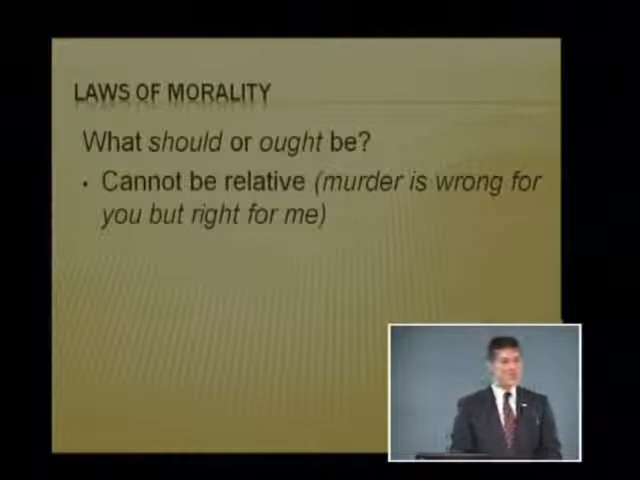 LAWS OF MORALITY
What should or ought be?
• Cannot be relative (murder is wrong for
you but right for me)